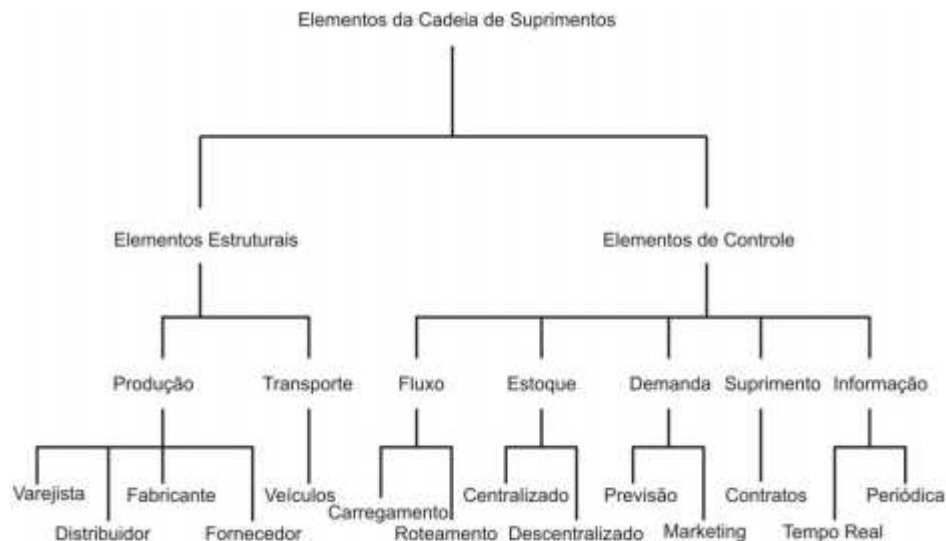 Elementos da Cadeia de Suprimentos
Elementos Estruturais
Elementos de Controle
Produção
Transporte
Fluxo
Estoque
Demanda
Suprimento
Informação
Varejista
Distribuidor
Fabricante
Fornecedor
Veículos
Carregamento
Roteamento
Centralizado
Descentralizado
Previsão
Marketing
Contratos
Tempo Real
Periódica